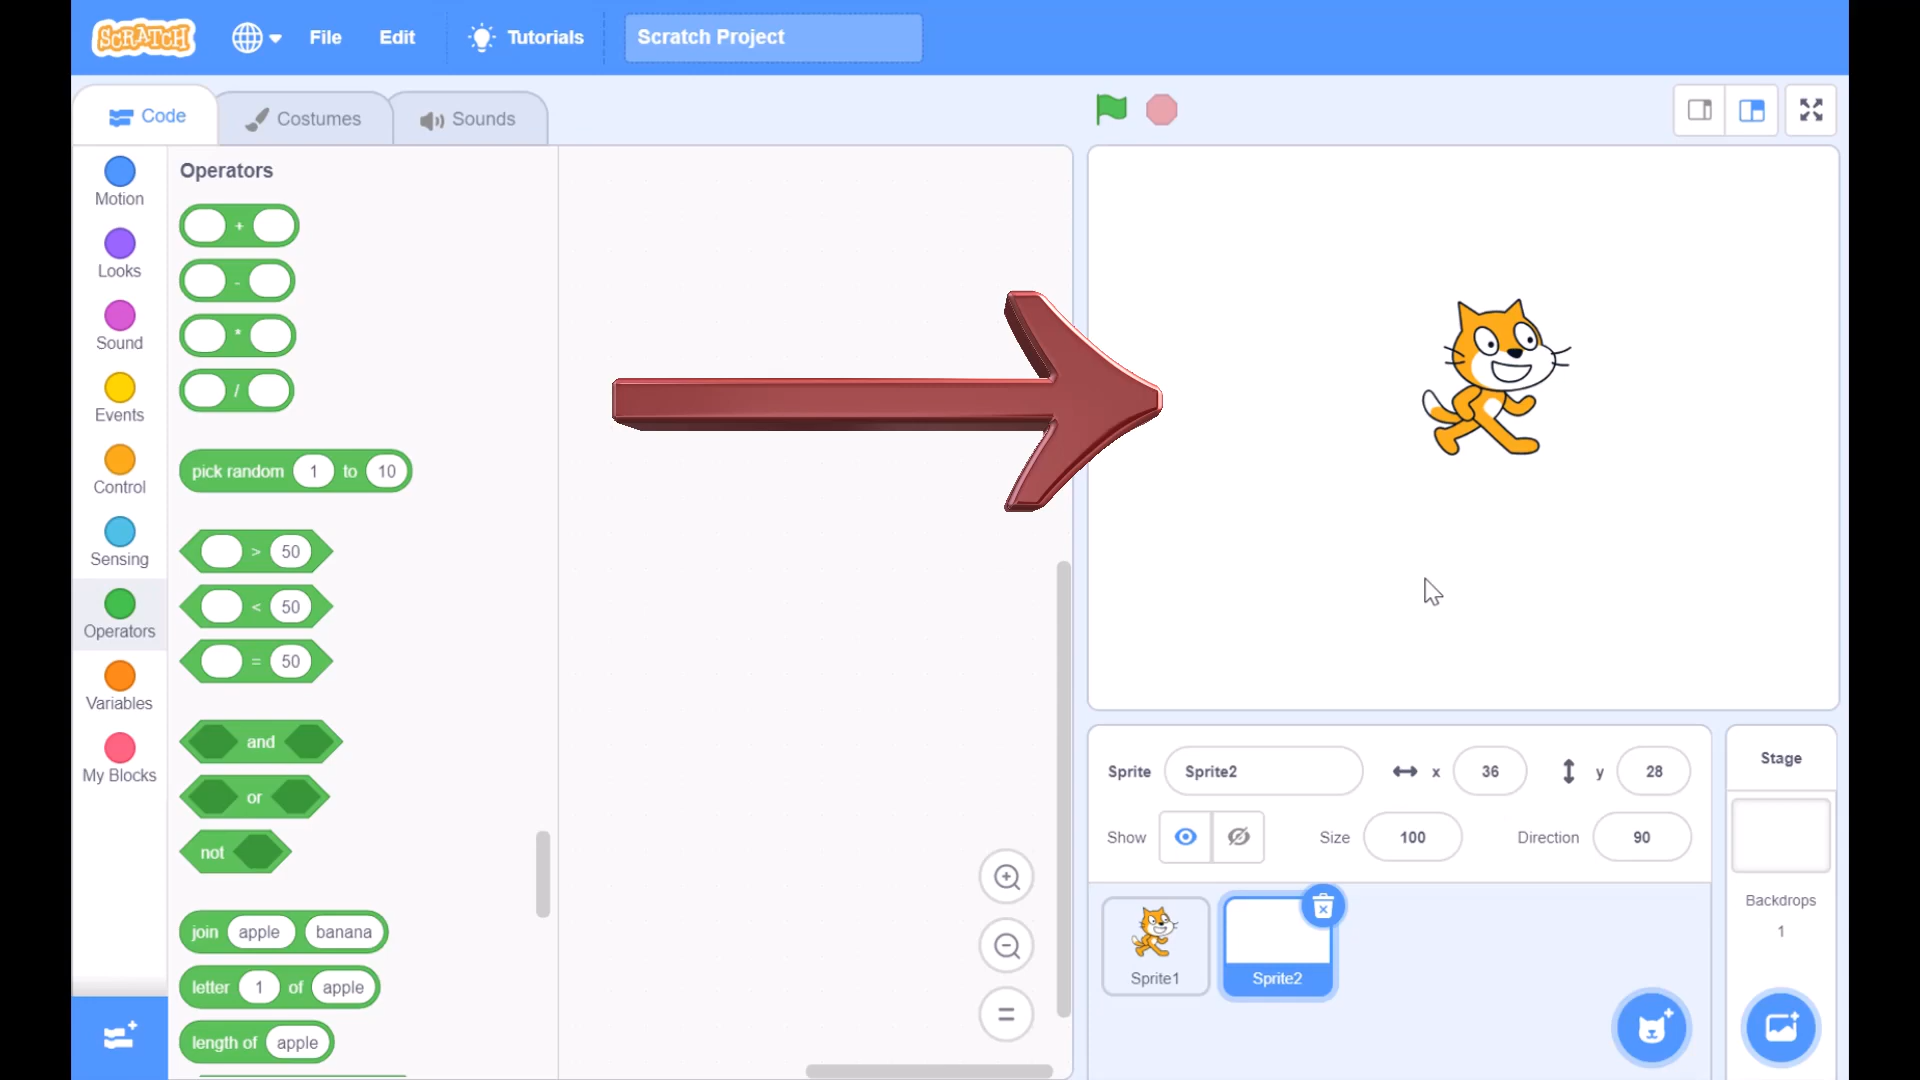 SCRATCH
File
Edit
Tutorials
Scratch Project
Code
Costumes
Sounds
Motion
Looks
Sound
Events
Control
Sensing
Operators
Variables
My Blocks
Operators
+
-
*
/
pick random 1 to 10
> 50
< 50
= 50
and
or
not
join apple banana
letter 1 of apple
length of apple
Sprite Sprite2 x 36 y 28
Show Size 100 Direction 90
Sprite1
Sprite2
Stage
Backdrops
1